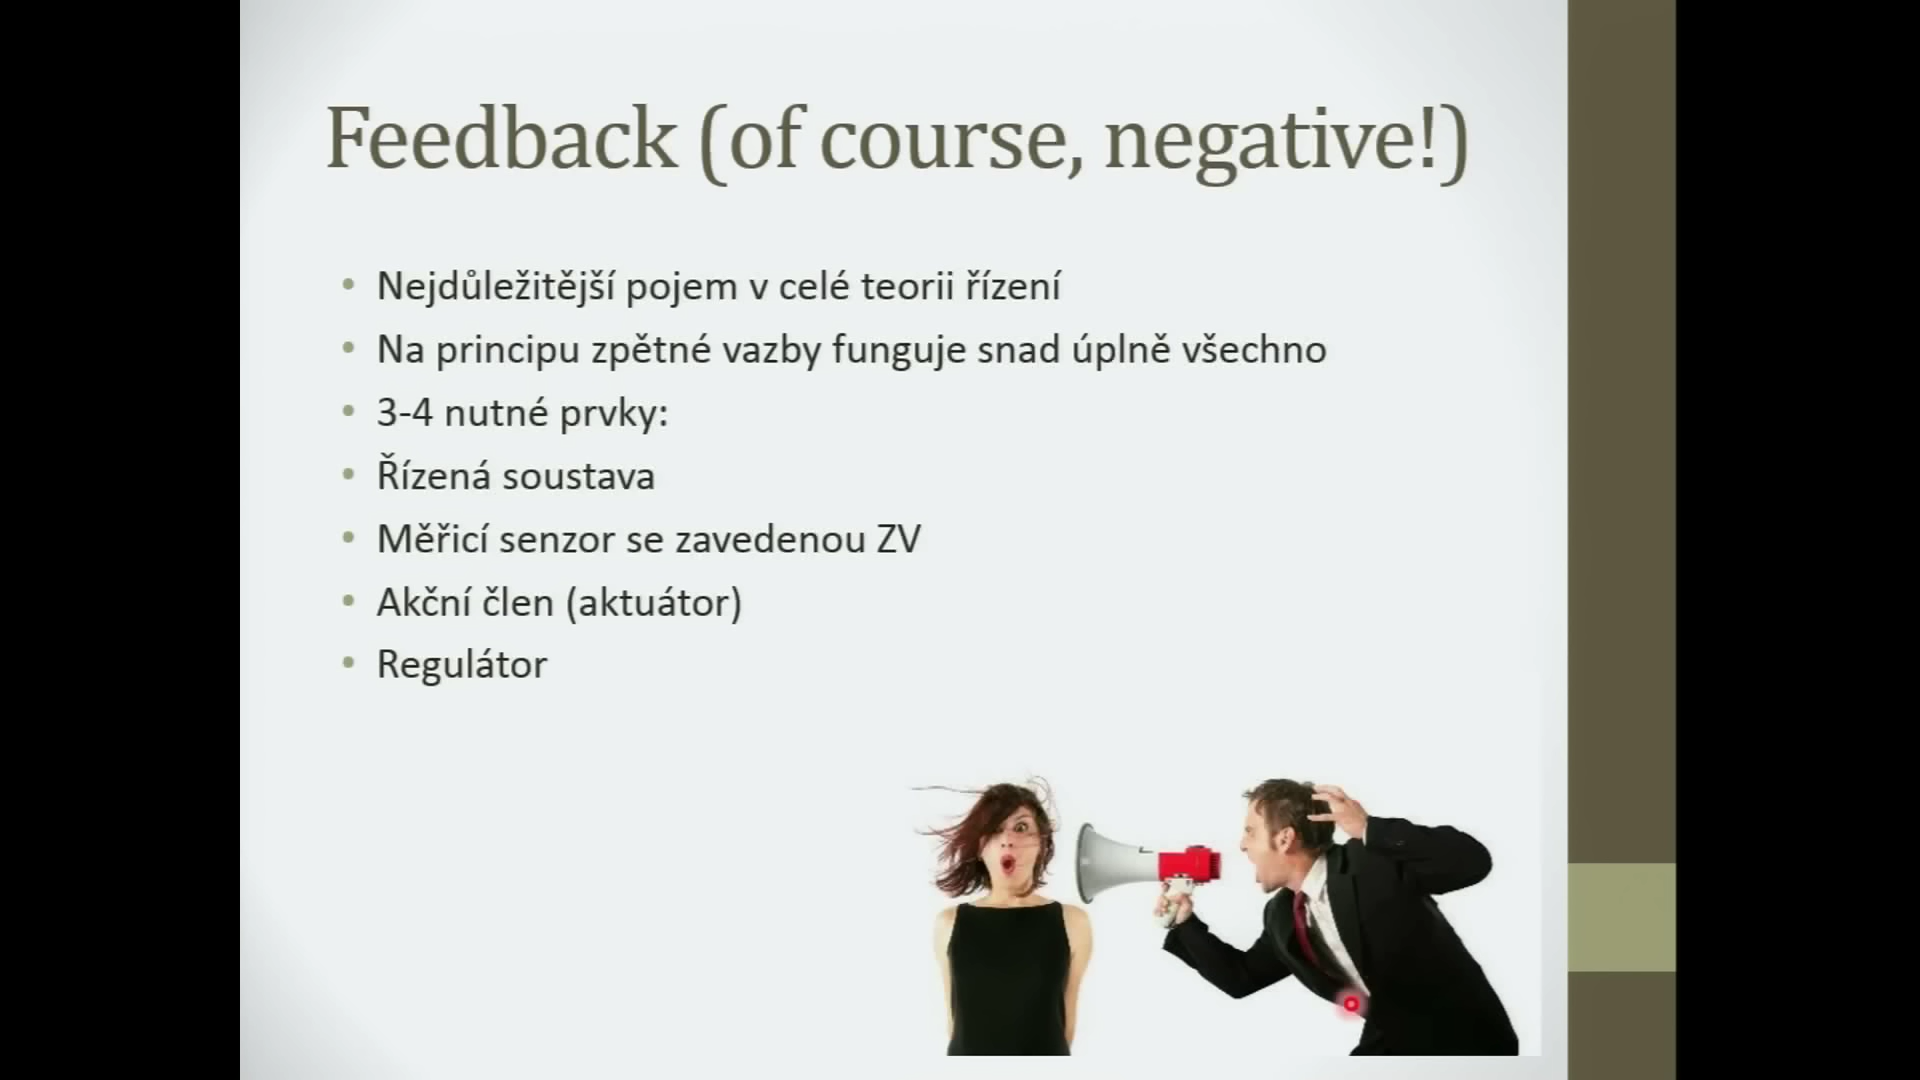 Feedback (of course, negative!)
Nejdůležitější pojem v celé teorii řízení
Na principu zpětné vazby funguje snad úplně všechno
3-4 nutné prvky:
Řízená soustava
Měřicí senzor se zavedenou ZV
Akční člen (aktuátor)
Regulátor